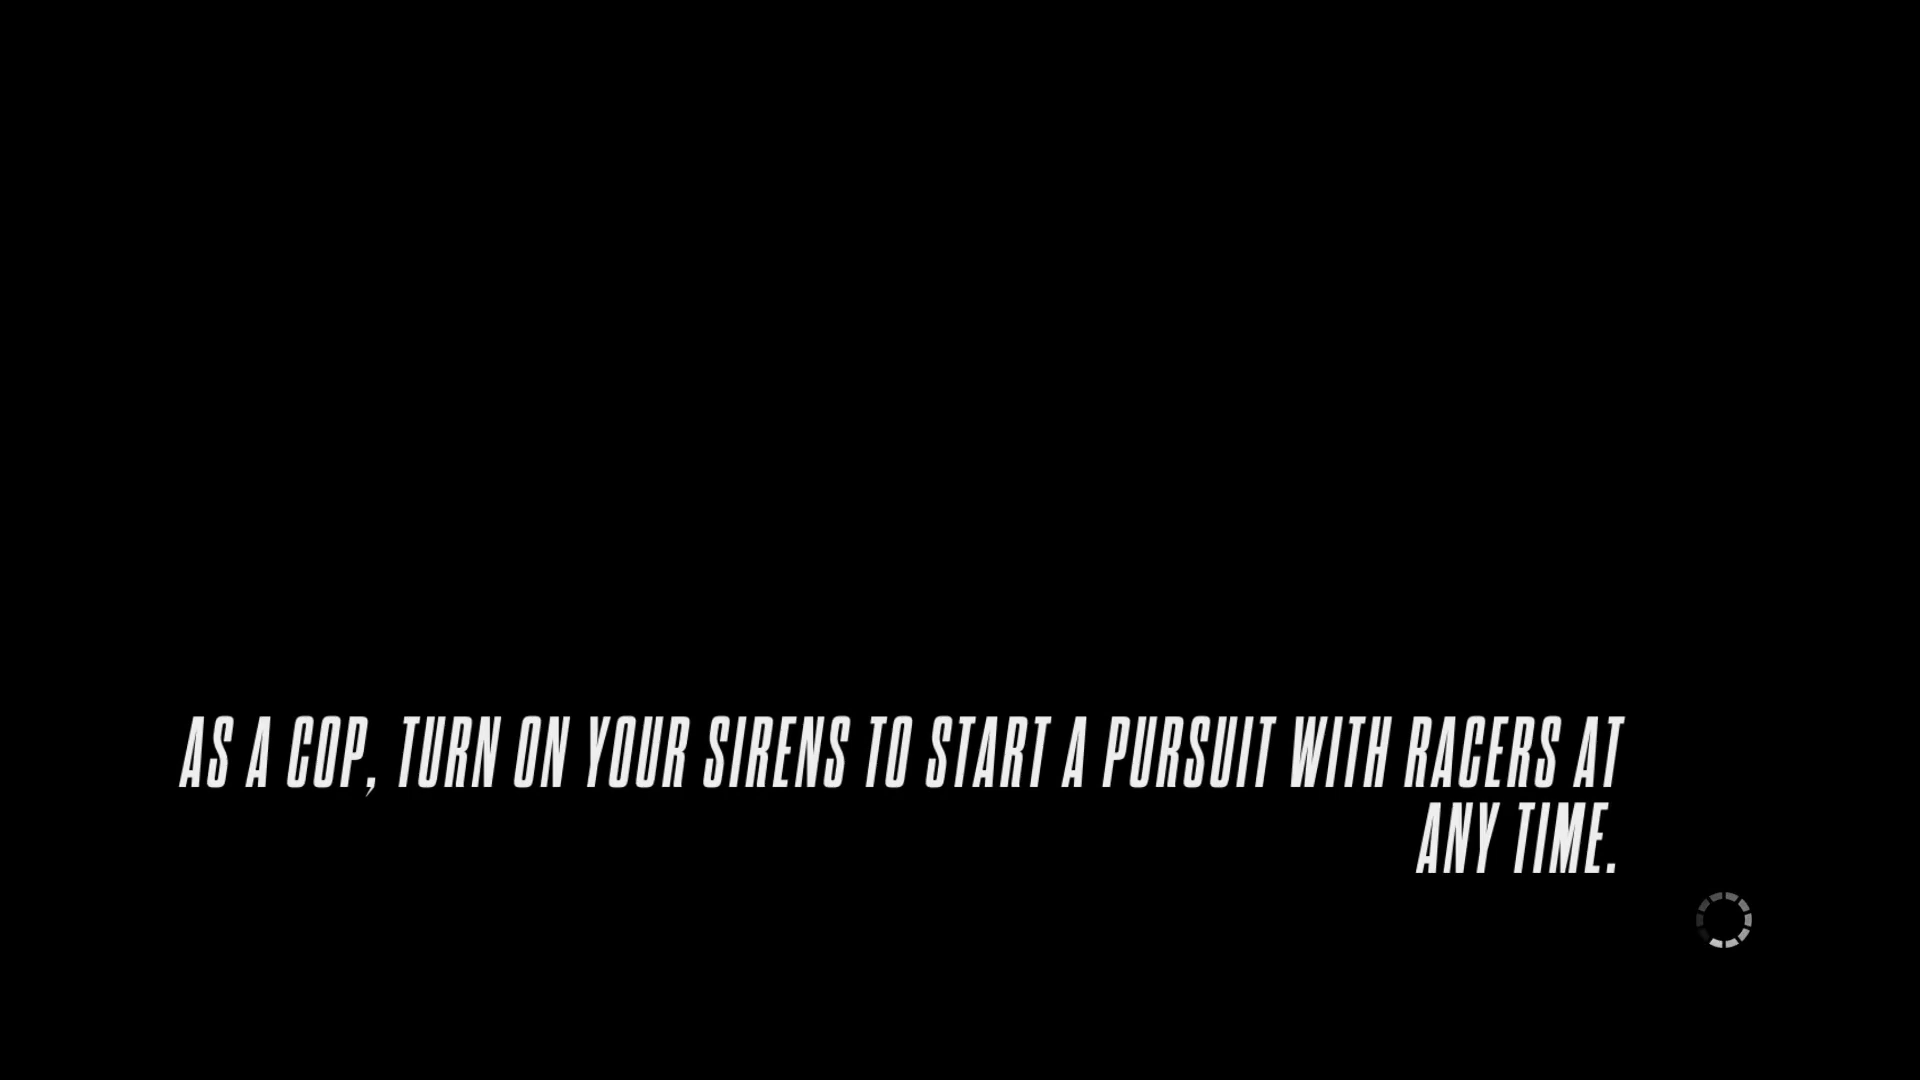 AS A COP, TURN ON YOUR SIRENS TO START A PURSUIT WITH RACERS AT
ANY TIME.